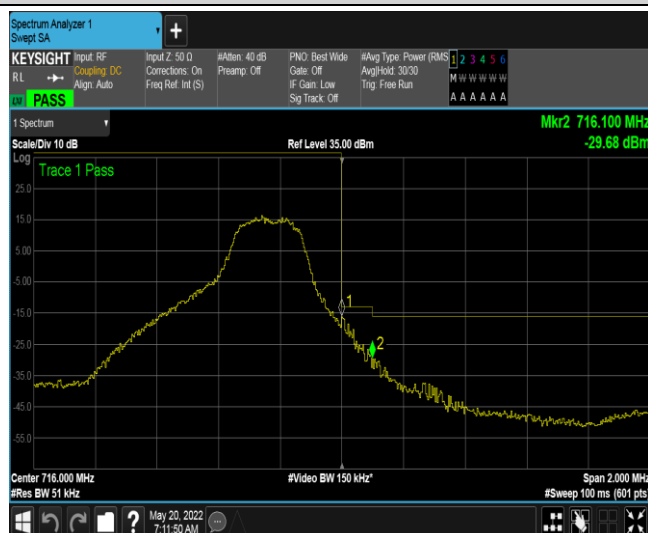 Spectrum Analyzer 1
Swept SA
+
KEYSIGHT
RL
PASS
Input: RF
Coupling: DC
Align: Auto
Input Z: 50 Ω
Corrections: On
Freq Ref: Int (S)
#Atten: 40 dB
Preamp: Off
PNO: Best Wide
Gate: Off
IF Gain: Low
Sig Track: Off
#Avg Type: Power (RMS
Avg|Hold: 30/30
Trig: Free Run
1 2 3 4 5 6
M W W W W W
A A A A A A
1 Spectrum
Mkr2 716.100 MHz
Scale/Div 10 dB
Ref Level 35.00 dBm
-29.68 dBm
Log
Trace 1 Pass
25.0
15.0
5.00
-5.00
-15.0
1
-25.0
2
-35.0
-45.0
-55.0
Center 716.000 MHz
#Video BW 150 kHz*
Span 2.000 MHz
#Res BW 51 kHz
#Sweep 100 ms (601 pts)
?
May 20, 2022
7:11:50 AM